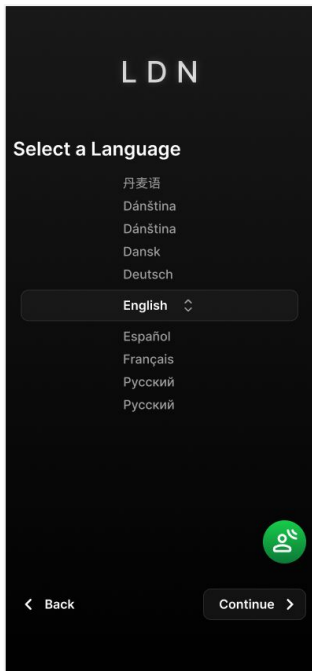 LDN
Select a Language
丹麦语
Dánština
Dánština
Dansk
Deutsch
English
Español
Français
Русский
Русский
Back
Continue